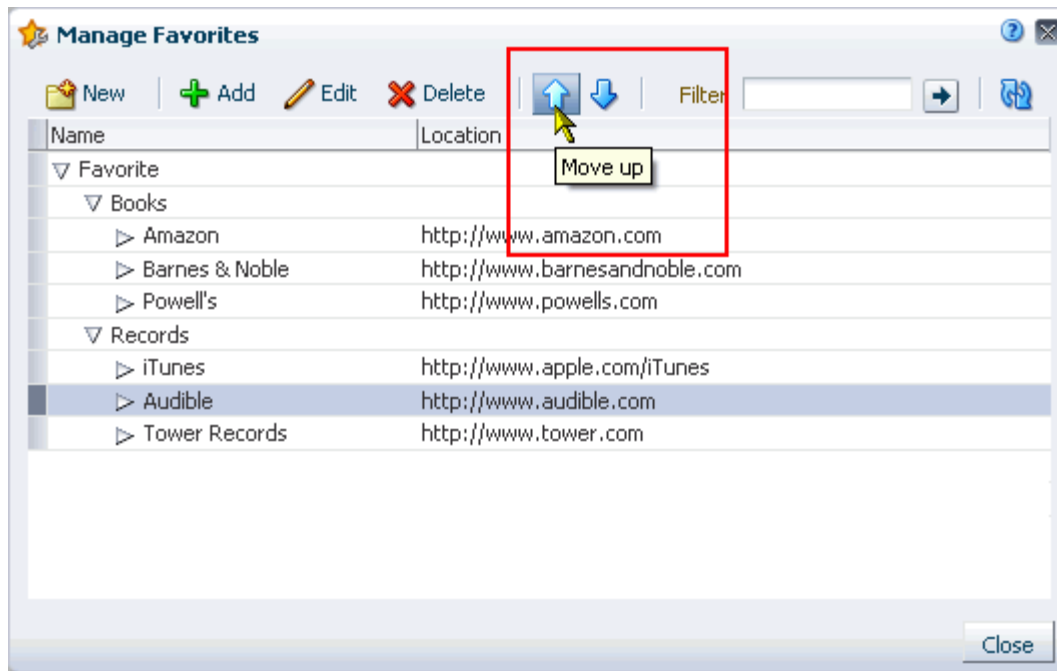 Manage Favorites
New Add Edit Delete Filter
Name Location
Move up
Favorite
Books
Amazon http://www.amazon.com
Barnes & Noble http://www.barnesandnoble.com
Powell's http://www.powells.com
Records
iTunes http://www.apple.com/iTunes
Audible http://www.audible.com
Tower Records http://www.tower.com
Close